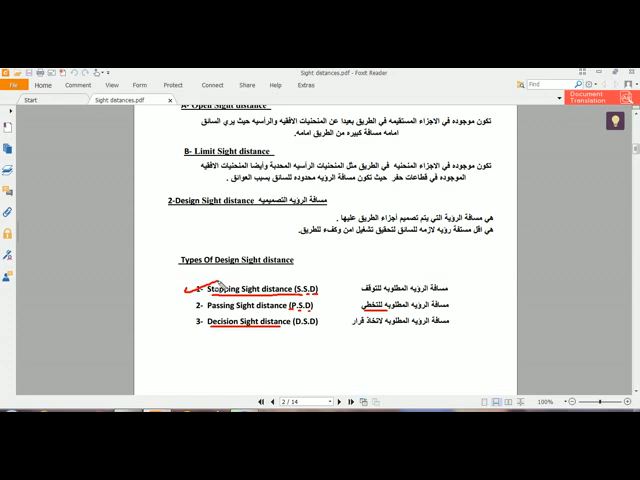 Sight distances.pdf - Foxit Reader
File Home Comment View Form Protect Connect Help Extras
Find
Start Sight datances.pdf
Document Translation
A- Open Sight distance
تكون موجوده في الاجزاء المستقيمه في الطريق بعيدا عن المنحنيات الافقيه والرأسيه حيث يري السائق
امامه مسافة كبيره من الطريق امامه.
B- Limit Sight distance
تكون موجوده في الاجزاء المنحنيه في الطريق مثل المنحنيات الرأسيه المحدبة وأيضا المنحنيات الافقيه
الموجوده في قطاعات حفر حيث تكون مسافة الرؤيه محدوده للسائق بسبب العوائق .
2-Design Sight distance مسافة الرؤيه التصميميه
هي مسافة الرؤية التي يتم تصميم أجزاء الطريق عليها .
هي اقل مستفة رؤيه لازمه للسائق لتحقيق تشغيل امن وكفء للطريق.
Types Of Design Sight distance
1- Stopping Sight distance (S.S.D) مسافة الرؤيه المطلوبه للتوقف
2- Passing Sight distance (P.S.D) مسافة الرؤيه المطلوبه للتخطي
3- Decision Sight distance (D.S.D) مسافة الرؤيه المطلوبه لاتخاذ قرار
2 / 14
100%